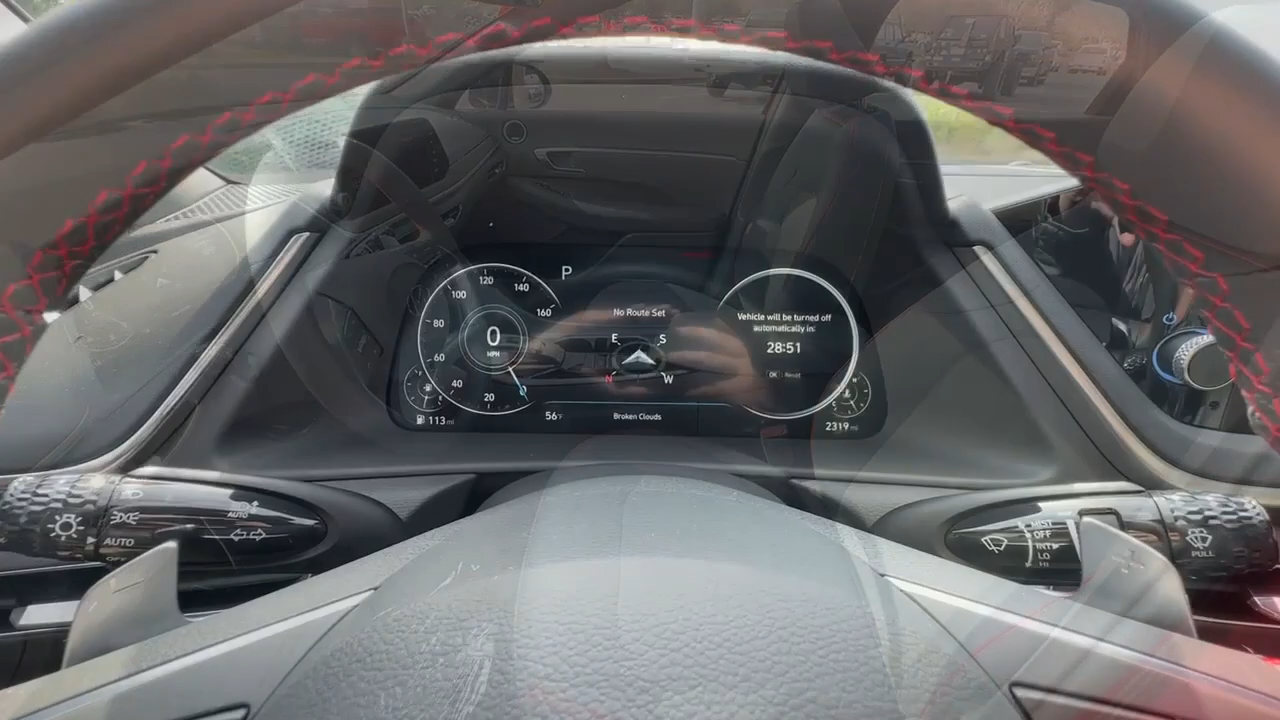 P
120
100
140
160
80
0
MPH
60
40
20
No Route Set
E
S
N
W
Vehicle will be turned off
automatically in:
28:51
OK : Reset
113 mi
56°F
Broken Clouds
2319 mi
AUTO
AUTO
OFF
MIST
OFF
INT
LO
HI
PULL